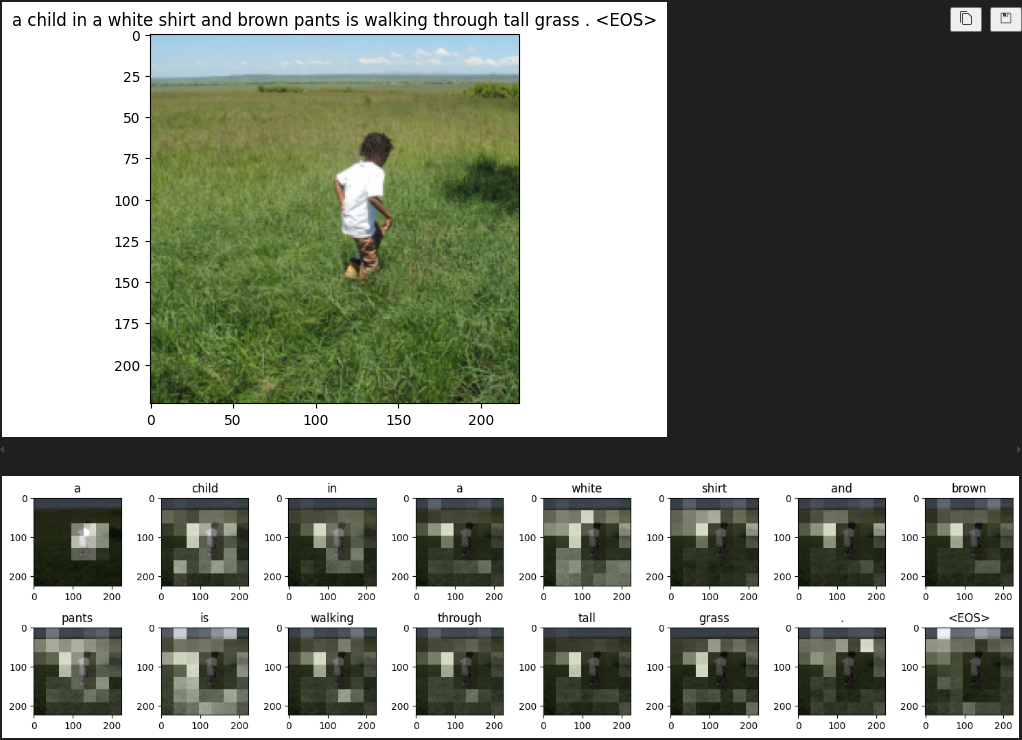 a child in a white shirt and brown pants is walking through tall grass . <EOS>
0
25
50
75
100
125
150
175
200
0 50 100 150 200
a child in a white shirt and brown
0 0 0 0 0 0 0 0
100 100 100 100 100 100 100 100
200 200 200 200 200 200 200 200
0 100 200 0 100 200 0 100 200 0 100 200 0 100 200 0 100 200 0 100 200 0 100 200
pants is walking through tall grass . <EOS>
0 0 0 0 0 0 0 0
100 100 100 100 100 100 100 100
200 200 200 200 200 200 200 200
0 100 200 0 100 200 0 100 200 0 100 200 0 100 200 0 100 200 0 100 200 0 100 200